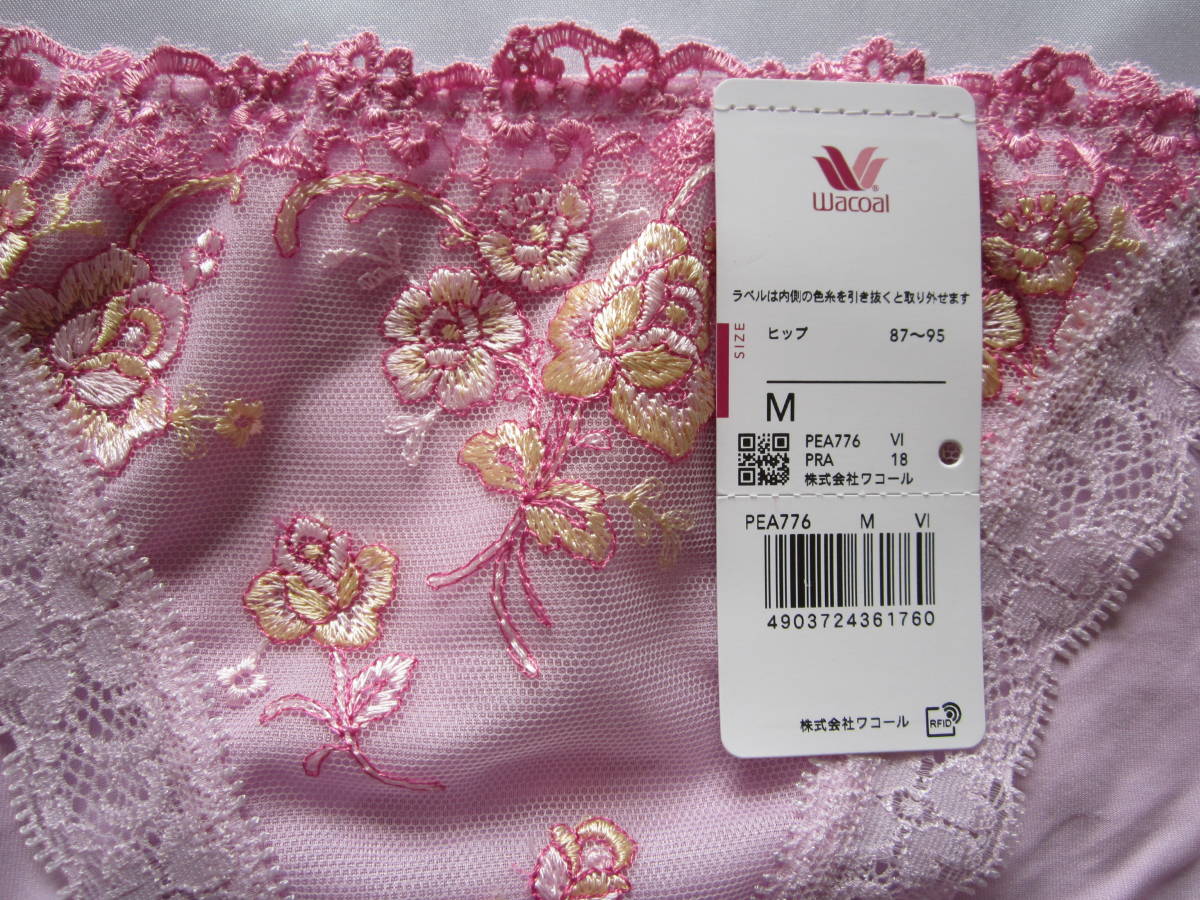 Wacoal
ラベルは内側の色糸を引き抜くと取り外せます
SIZE
ヒップ 87〜95
M
PEA776 VI
PRA 18
株式会社ワコール
PEA776 M VI
4903724361760
株式会社ワコール
RFID